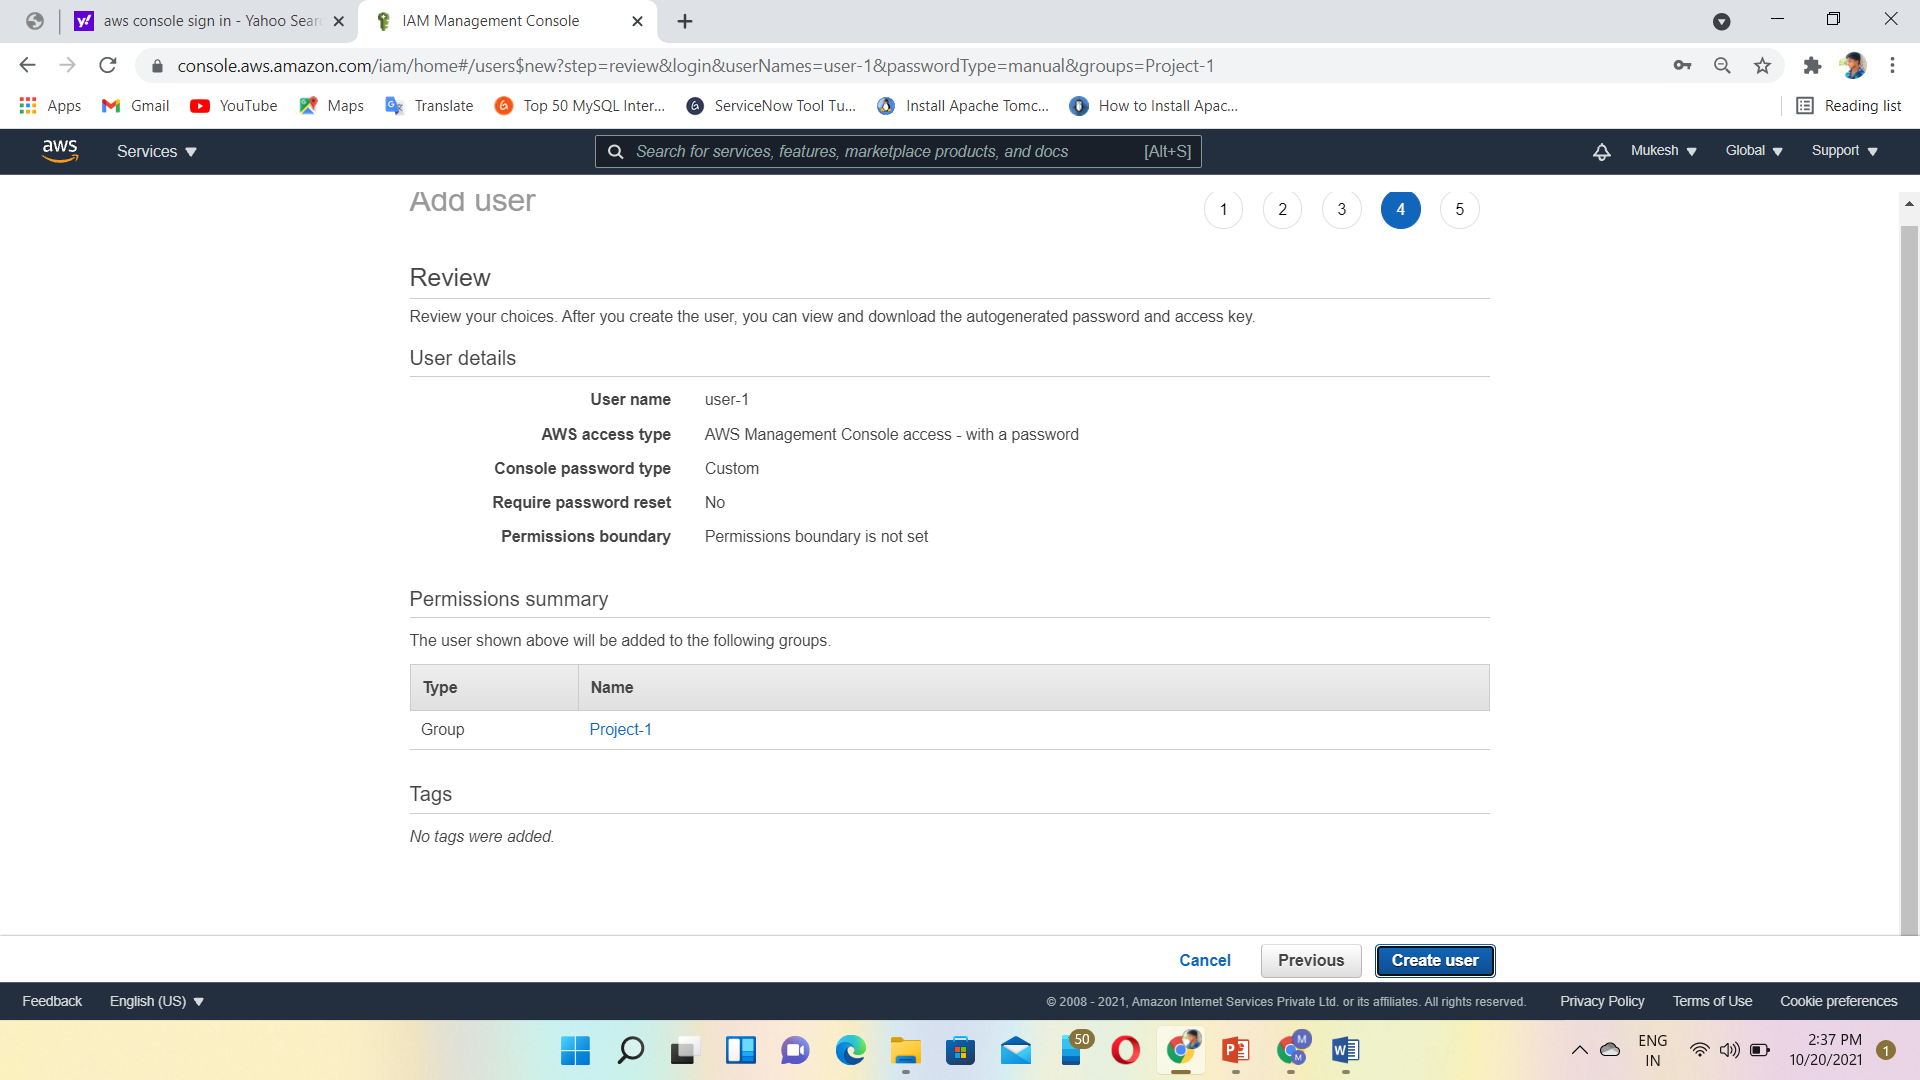 aws console sign in - Yahoo Sear
IAM Management Console
console.aws.amazon.com/iam/home#/users$new?step=review&login&userNames=user-1&passwordType=manual&groups=Project-1
Apps
Gmail
YouTube
Maps
Translate
Top 50 MySQL Inter...
ServiceNow Tool Tu...
Install Apache Tomc...
How to Install Apac...
Reading list
aws
Services
Search for services, features, marketplace products, and docs
[Alt+S]
Mukesh
Global
Support
Add user
1
2
3
4
5
Review
Review your choices. After you create the user, you can view and download the autogenerated password and access key.
User details
User name user-1
AWS access type AWS Management Console access - with a password
Console password type Custom
Require password reset No
Permissions boundary Permissions boundary is not set
Permissions summary
The user shown above will be added to the following groups.
Type Name
Group Project-1
Tags
No tags were added.
Cancel
Previous
Create user
Feedback
English (US)
© 2008 - 2021, Amazon Internet Services Private Ltd. or its affiliates. All rights reserved.
Privacy Policy
Terms of Use
Cookie preferences
50
M
M
ENG
IN
2:37 PM
10/20/2021
1